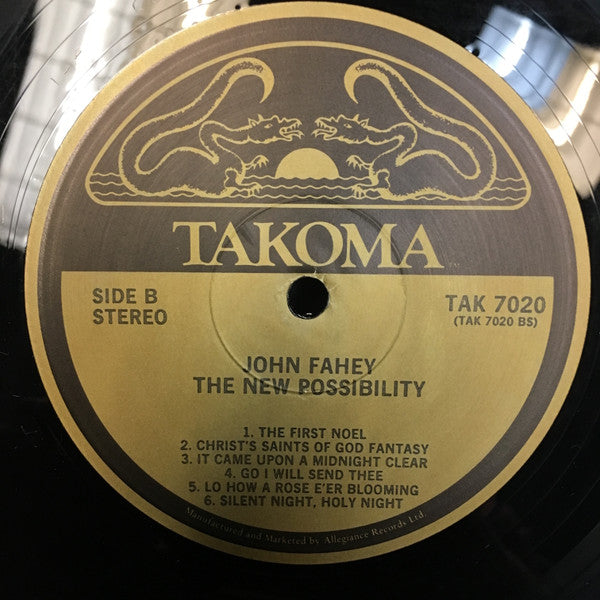 TAKOMA
SIDE B
STEREO
TAK 7020
(TAK 7020 BS)
JOHN FAHEY
THE NEW POSSIBILITY
1. THE FIRST NOEL
2. CHRIST'S SAINTS OF GOD FANTASY
3. IT CAME UPON A MIDNIGHT CLEAR
4. GO I WILL SEND THEE
5. LO HOW A ROSE E'ER BLOOMING
6. SILENT NIGHT, HOLY NIGHT
Manufactured and Marketed by Allegiance Records Ltd.